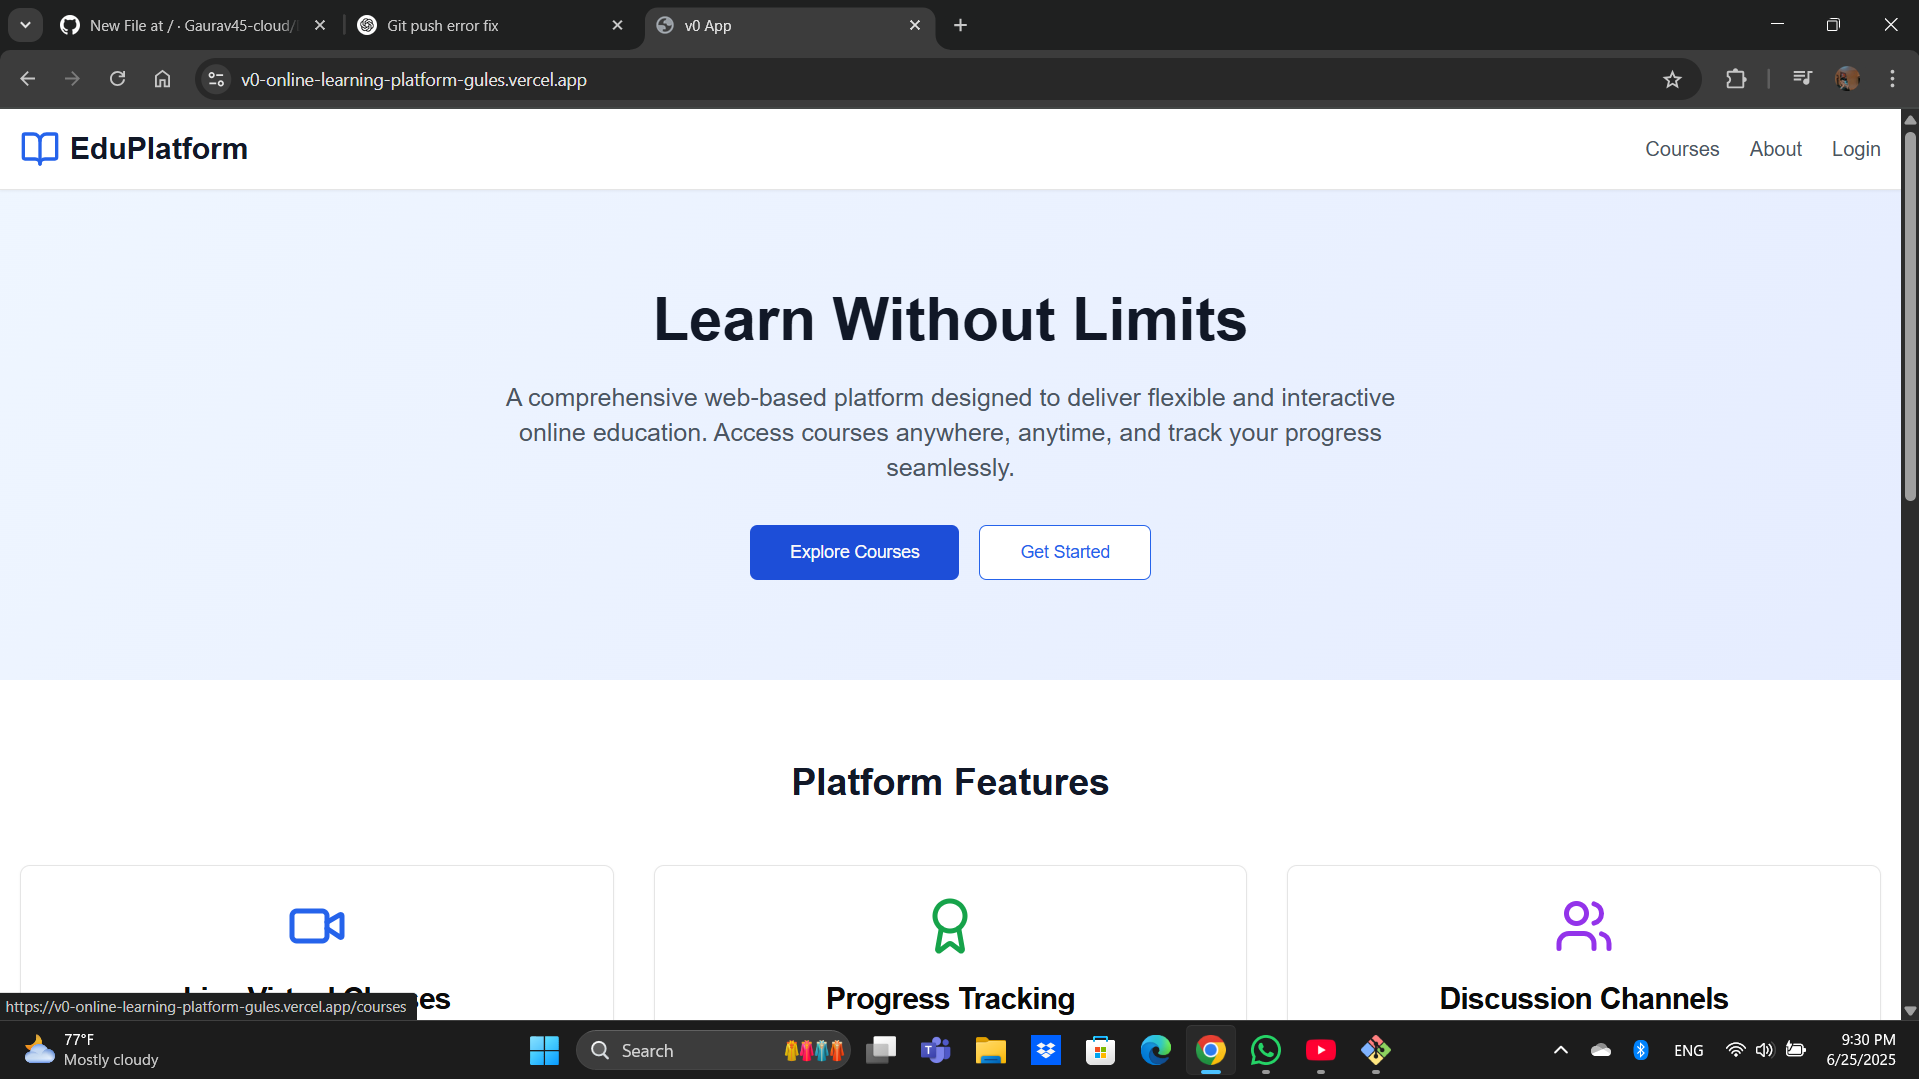 New File at / · Gaurav45-cloud/
Git push error fix
v0 App
v0-online-learning-platform-gules.vercel.app
EduPlatform
Courses
About
Login
Learn Without Limits
A comprehensive web-based platform designed to deliver flexible and interactive
online education. Access courses anywhere, anytime, and track your progress
seamlessly.
Explore Courses
Get Started
Platform Features
Live Virtual Classes
Progress Tracking
Discussion Channels
https://v0-online-learning-platform-gules.vercel.app/courses
77°F
Mostly cloudy
Search
ENG
9:30 PM
6/25/2025